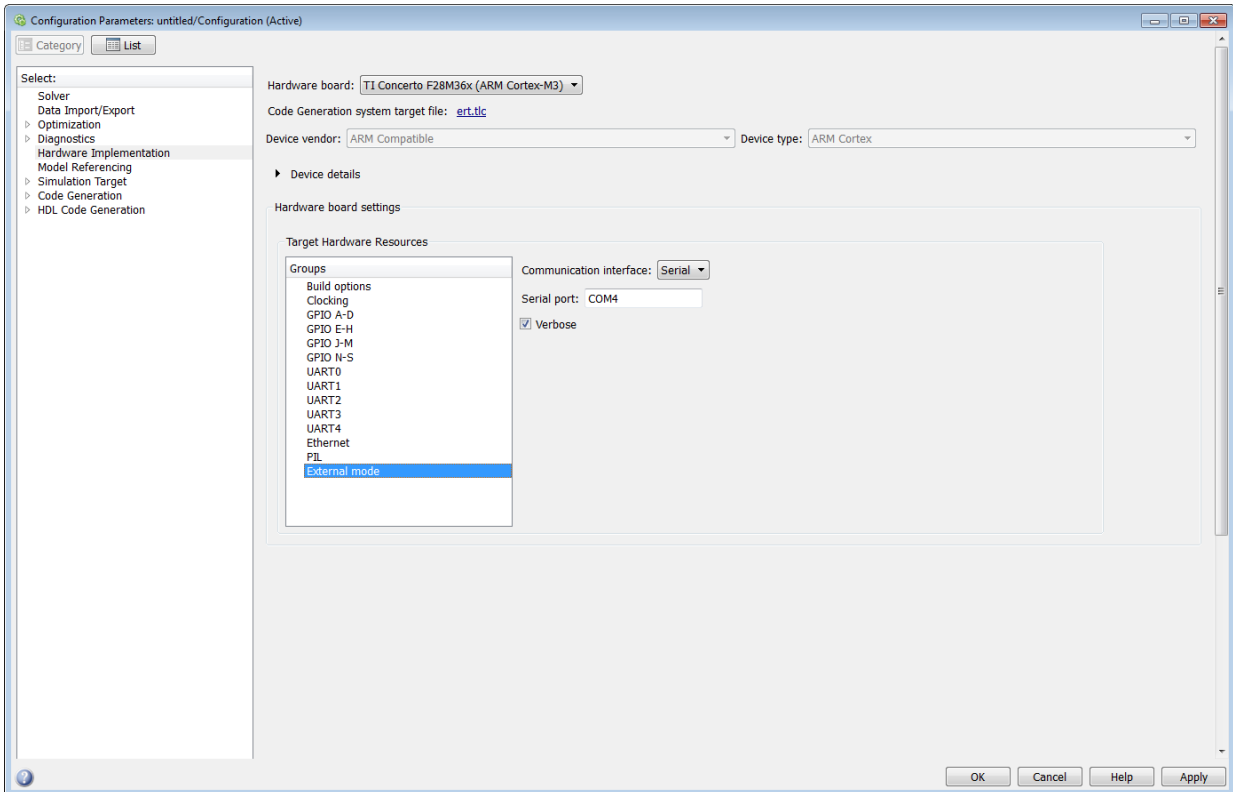 Configuration Parameters: untitled/Configuration (Active)
Category List
Select:
Solver
Data Import/Export
Optimization
Diagnostics
Hardware Implementation
Model Referencing
Simulation Target
Code Generation
HDL Code Generation
Hardware board: TI Concerto F28M36x (ARM Cortex-M3)
Code Generation system target file: ert.tlc
Device vendor: ARM Compatible Device type: ARM Cortex
Device details
Hardware board settings
Target Hardware Resources
Groups
Build options
Clocking
GPIO A-D
GPIO E-H
GPIO J-M
GPIO N-S
UART0
UART1
UART2
UART3
UART4
Ethernet
PIL
External mode
Communication interface: Serial
Serial port: COM4
Verbose
OK Cancel Help Apply